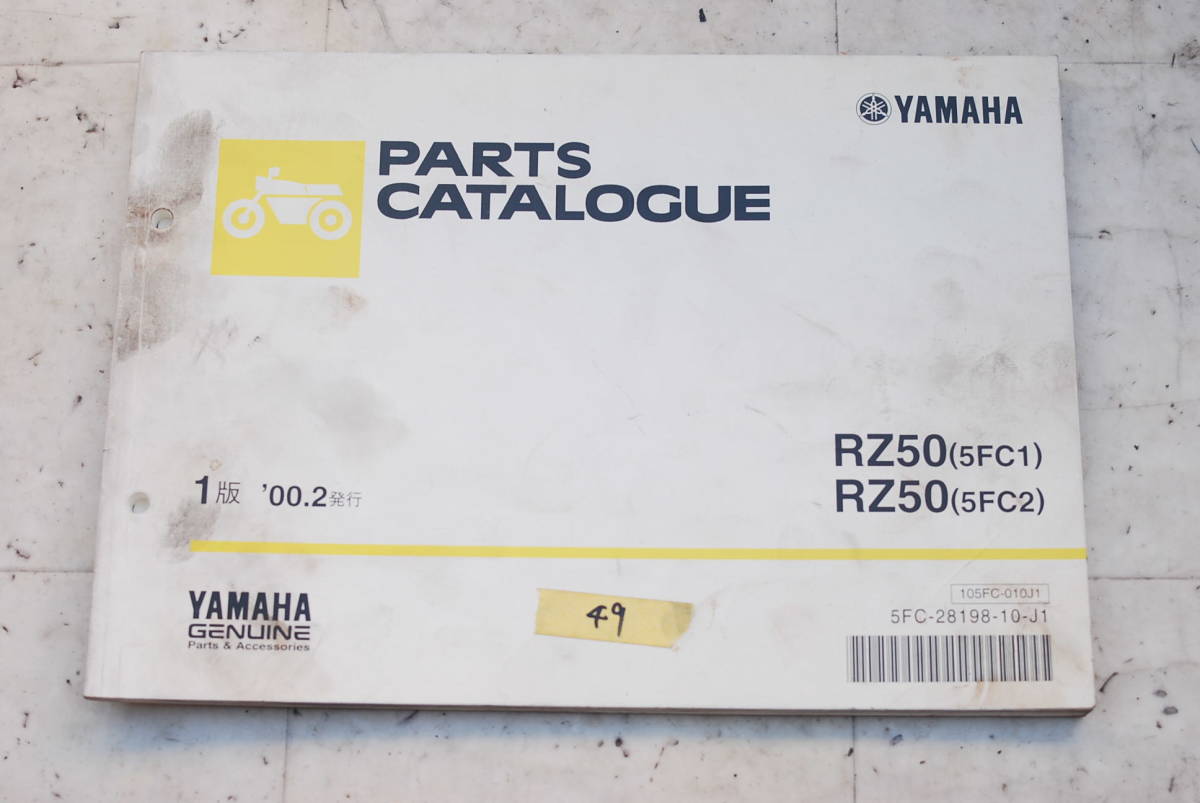 YAMAHA
PARTS
CATALOGUE
RZ50(5FC1)
RZ50(5FC2)
1版 '00.2発行
YAMAHA
GENUINE
Parts & Accessories
49
105FC-010J1
5FC-28198-10-J1